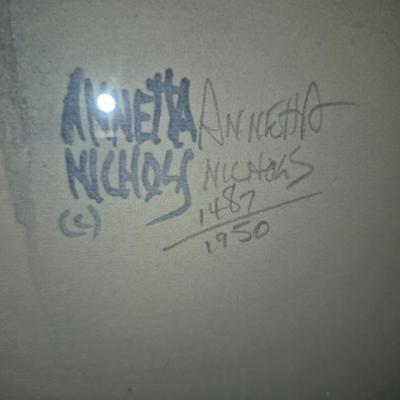 ANNETTA
NICHOLS
(c)
ANNETTA
NICHOLS
1487
1950